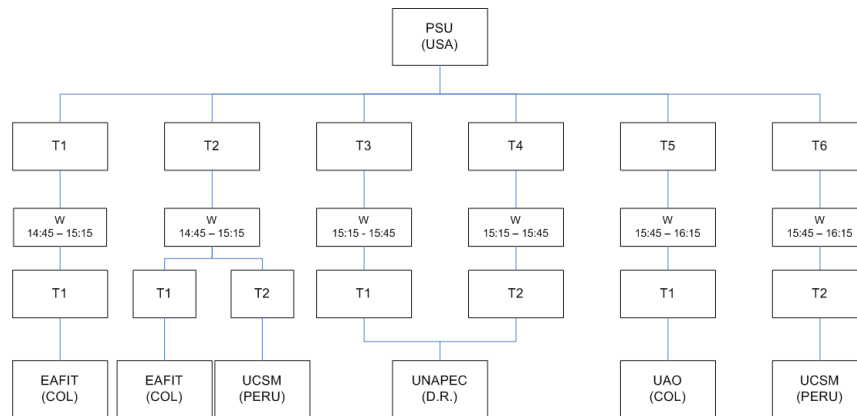 PSU
(USA)
T1
T2
T3
T4
T5
T6
W
14:45 – 15:15
W
14:45 – 15:15
W
15:15 - 15:45
W
15:15 – 15:45
W
15:45 – 16:15
W
15:45 – 16:15
T1
T1
T2
T1
T2
T1
T2
EAFIT
(COL)
EAFIT
(COL)
UCSM
(PERU)
UNAPEC
(D.R.)
UAO
(COL)
UCSM
(PERU)